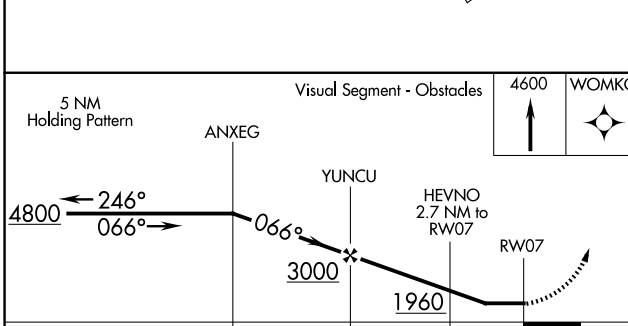 5 NM
Holding Pattern
Visual Segment - Obstacles
4600
ANXEG
YUNCU
HEVNO
2.7 NM to
RW07
RW07
4800
246°
066°
066°
3000
1960